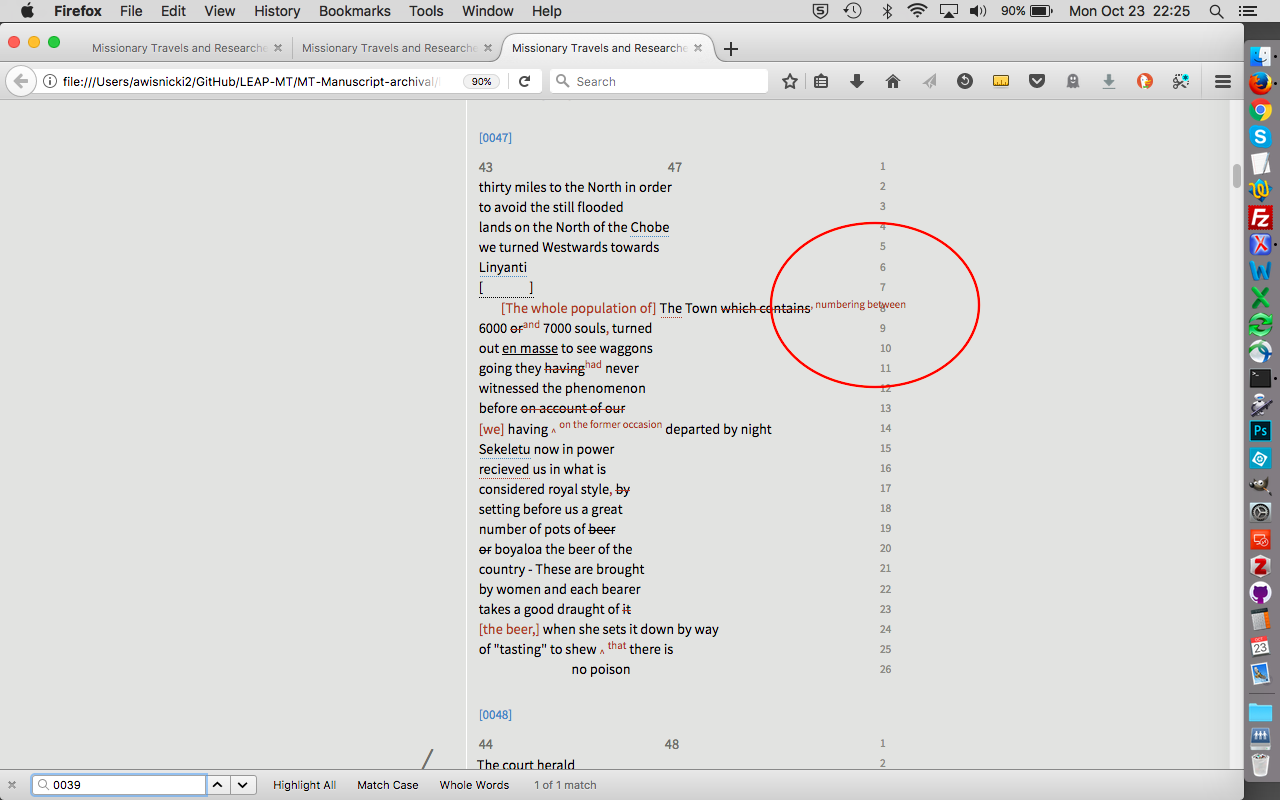 Firefox File Edit View History Bookmarks Tools Window Help 90% Mon Oct 23 22:25
Missionary Travels and Researche Missionary Travels and Researche Missionary Travels and Researche
file:///Users/awisnicki2/GitHub/LEAP-MT/MT-Manuscript-archival/ 90% Search
[0047]
43 47 1
thirty miles to the North in order 2
to avoid the still flooded 3
lands on the North of the Chobe 4
we turned Westwards towards 5
Linyanti 6
[ ] 7
[The whole population of] The Town which contains, numbering between 8
6000 or and 7000 souls, turned 9
out en masse to see waggons 10
going they having had never 11
witnessed the phenomenon 12
before on account of our 13
[we] having ^ on the former occasion departed by night 14
Sekeletu now in power 15
recieved us in what is 16
considered royal style, by 17
setting before us a great 18
number of pots of beer 19
or boyaloa the beer of the 20
country - These are brought 21
by women and each bearer 22
takes a good draught of it 23
[the beer,] when she sets it down by way 24
of "tasting" to shew ^ that there is 25
no poison 26
[0048]
44 48 1
The court herald 2
0039 Highlight All Match Case Whole Words 1 of 1 match
Ps
OCT
23